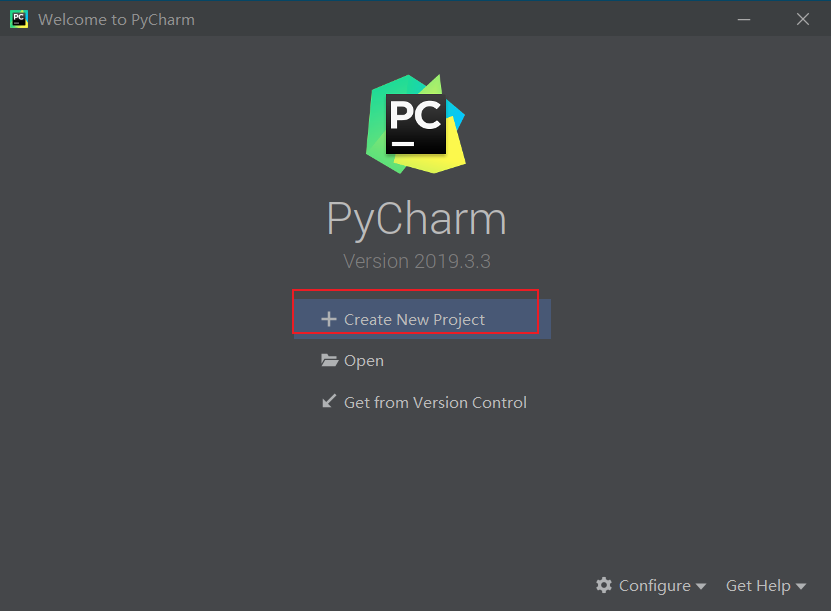 PC
Welcome to PyCharm
PC
PyCharm
Version 2019.3.3
Create New Project
Open
Get from Version Control
Configure
Get Help